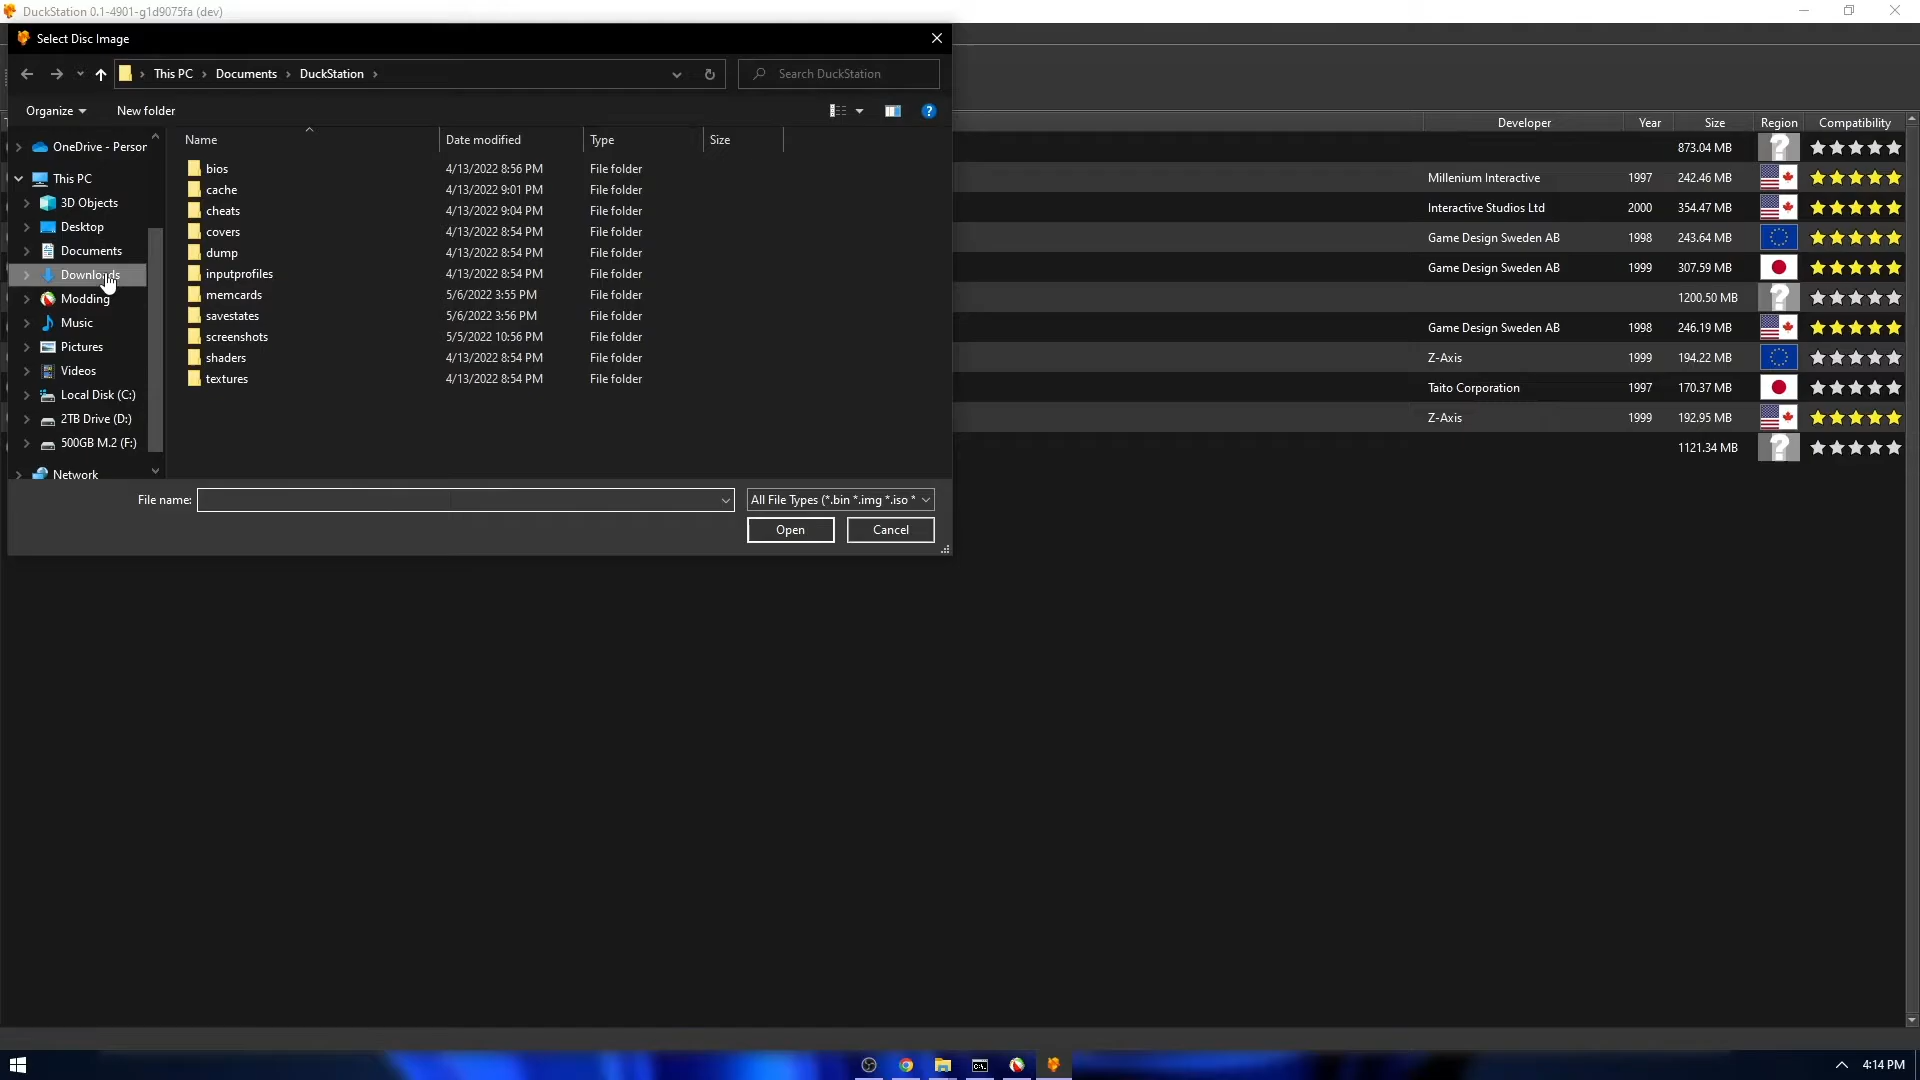 DuckStation 0.1-4901-g1d9075fa (dev)
Select Disc Image
This PC > Documents > DuckStation >
Search DuckStation
Organize
New folder
Name
Date modified
Type
Size
OneDrive - Person
This PC
3D Objects
Desktop
Documents
Downloads
Modding
Music
Pictures
Videos
Local Disk (C:)
2TB Drive (D:)
500GB M.2 (F:)
Network
bios 4/13/2022 8:56 PM File folder
cache 4/13/2022 9:01 PM File folder
cheats 4/13/2022 9:04 PM File folder
covers 4/13/2022 8:54 PM File folder
dump 4/13/2022 8:54 PM File folder
inputprofiles 4/13/2022 8:54 PM File folder
memcards 5/6/2022 3:55 PM File folder
savestates 5/6/2022 3:56 PM File folder
screenshots 5/5/2022 10:56 PM File folder
shaders 4/13/2022 8:54 PM File folder
textures 4/13/2022 8:54 PM File folder
File name:
All File Types (*.bin *.img *.iso *
Open
Cancel
Developer Year Size Region Compatibility
873.04 MB
Millenium Interactive 1997 242.46 MB
Interactive Studios Ltd 2000 354.47 MB
Game Design Sweden AB 1998 243.64 MB
Game Design Sweden AB 1999 307.59 MB
1200.50 MB
Game Design Sweden AB 1998 246.19 MB
Z-Axis 1999 194.22 MB
Taito Corporation 1997 170.37 MB
Z-Axis 1999 192.95 MB
1121.34 MB
4:14 PM